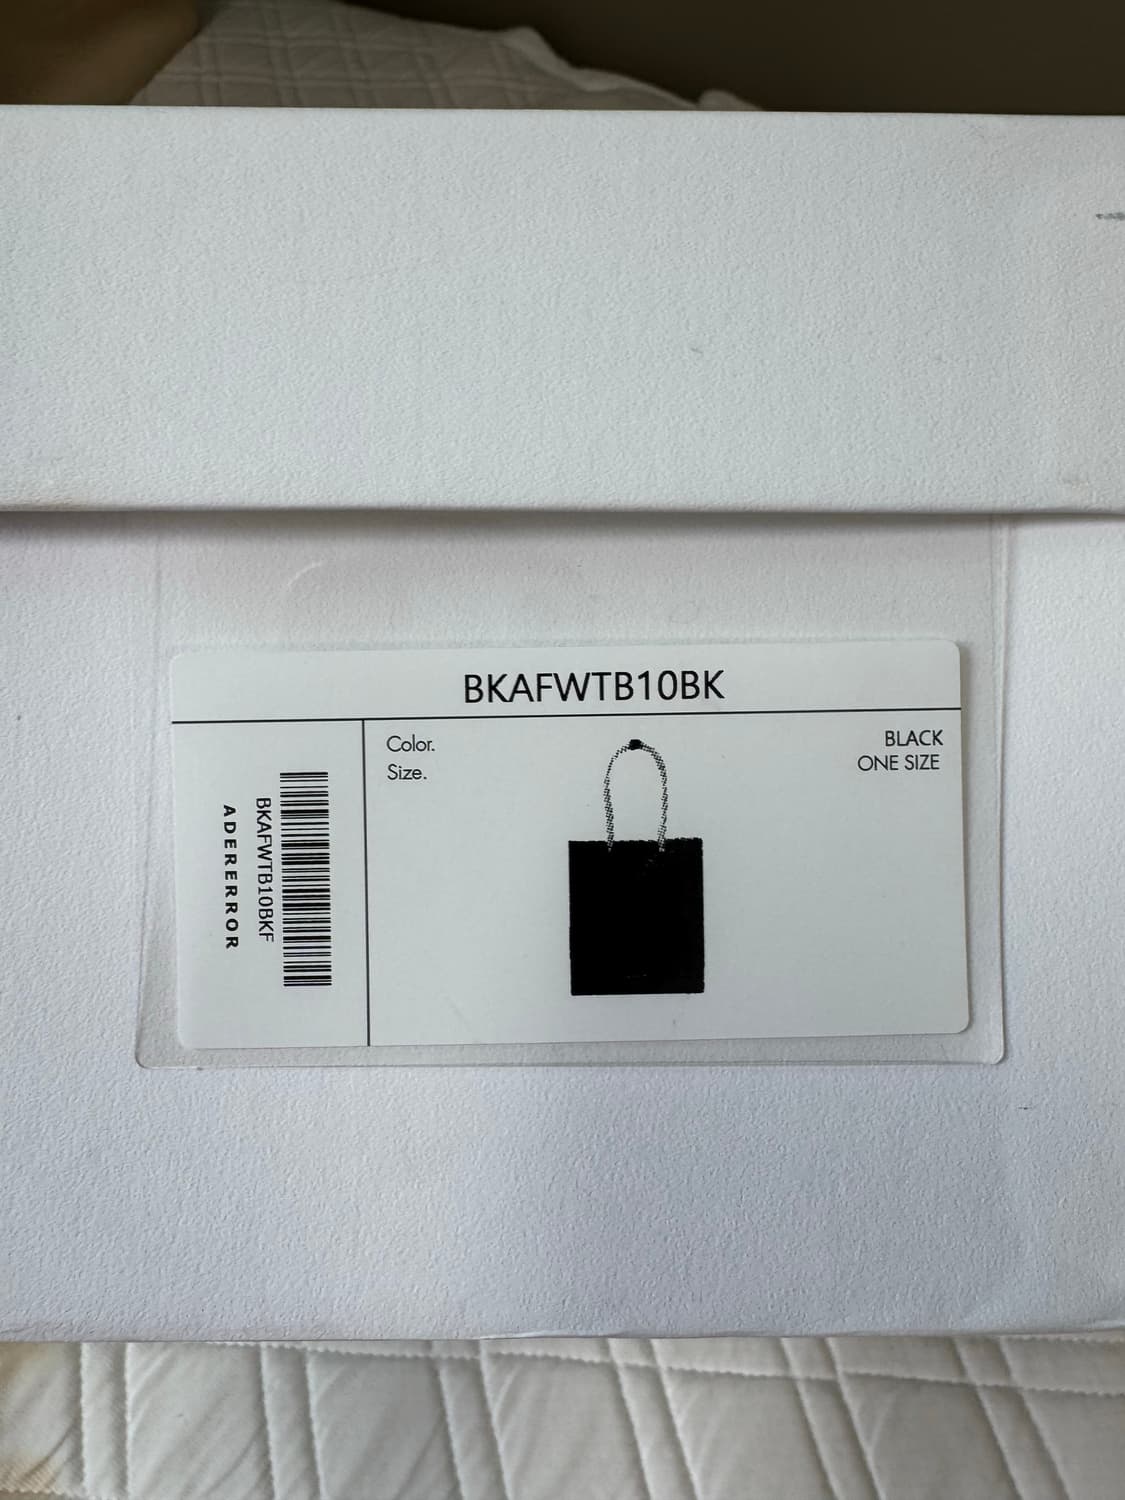 BKAFWTB10BK
Color.
BLACK
Size.
ONE SIZE
BKAFWTB10BKF
ADERERROR